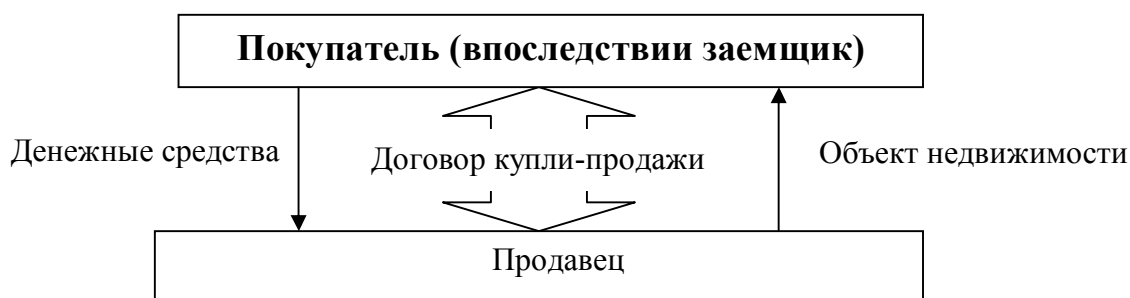 Покупатель (впоследствии заемщик)
Денежные средства
Договор купли-продажи
Объект недвижимости
Продавец